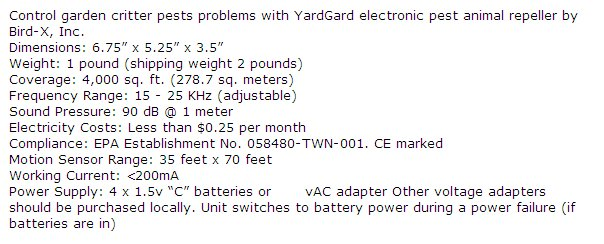 Control garden critter pests problems with YardGard electronic pest animal repeller by
Bird-X, Inc.
Dimensions: 6.75” x 5.25” x 3.5”
Weight: 1 pound (shipping weight 2 pounds)
Coverage: 4,000 sq. ft. (278.7 sq. meters)
Frequency Range: 15 - 25 KHz (adjustable)
Sound Pressure: 90 dB @ 1 meter
Electricity Costs: Less than $0.25 per month
Compliance: EPA Establishment No. 058480-TWN-001. CE marked
Motion Sensor Range: 35 feet x 70 feet
Working Current: <200mA
Power Supply: 4 x 1.5v “C” batteries or vAC adapter Other voltage adapters
should be purchased locally. Unit switches to battery power during a power failure (if
batteries are in)